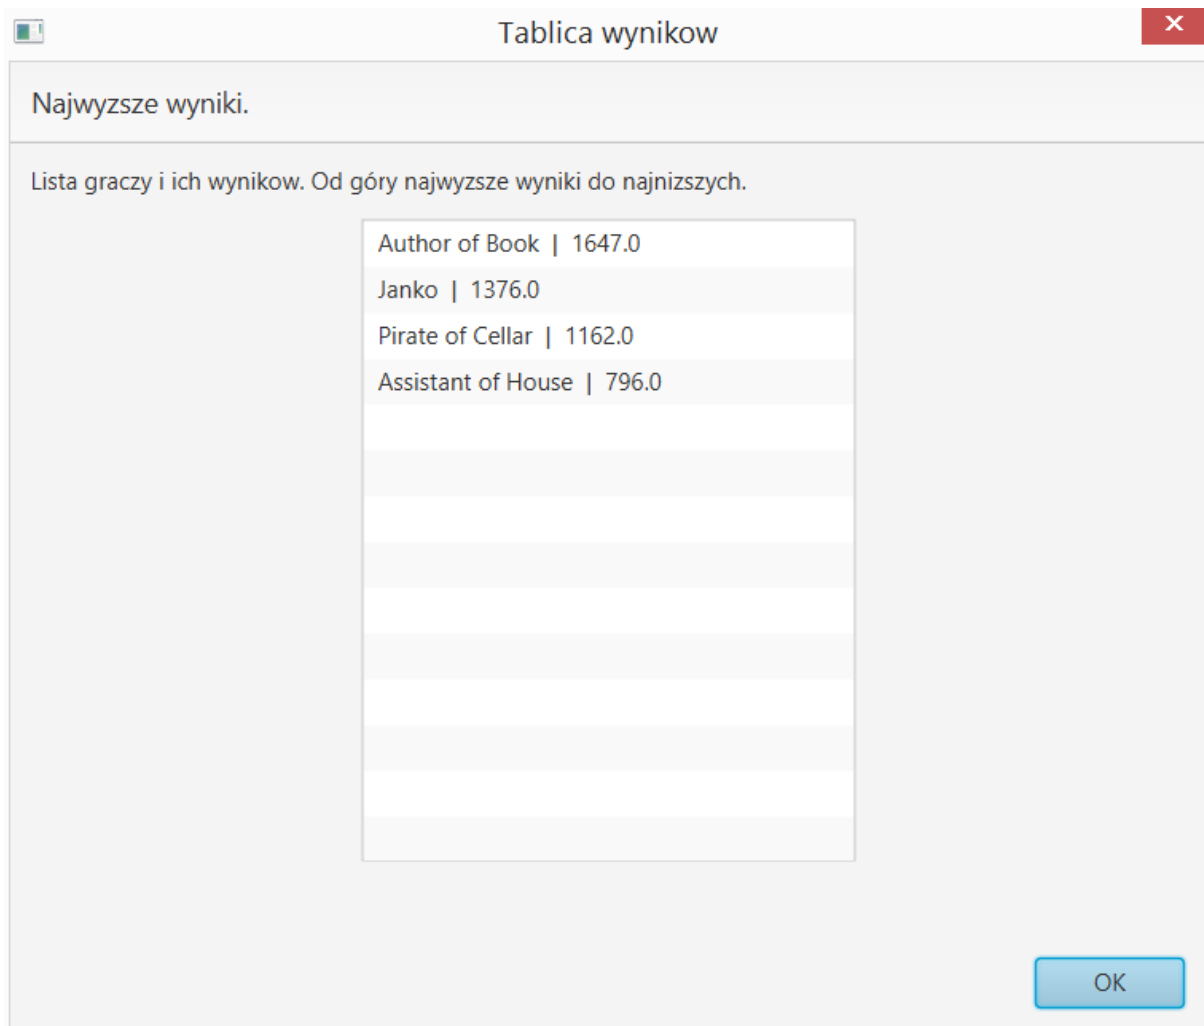 Tablica wynikow
Najwyzsze wyniki.
Lista graczy i ich wynikow. Od góry najwyzsze wyniki do najnizszych.
Author of Book | 1647.0
Janko | 1376.0
Pirate of Cellar | 1162.0
Assistant of House | 796.0
OK